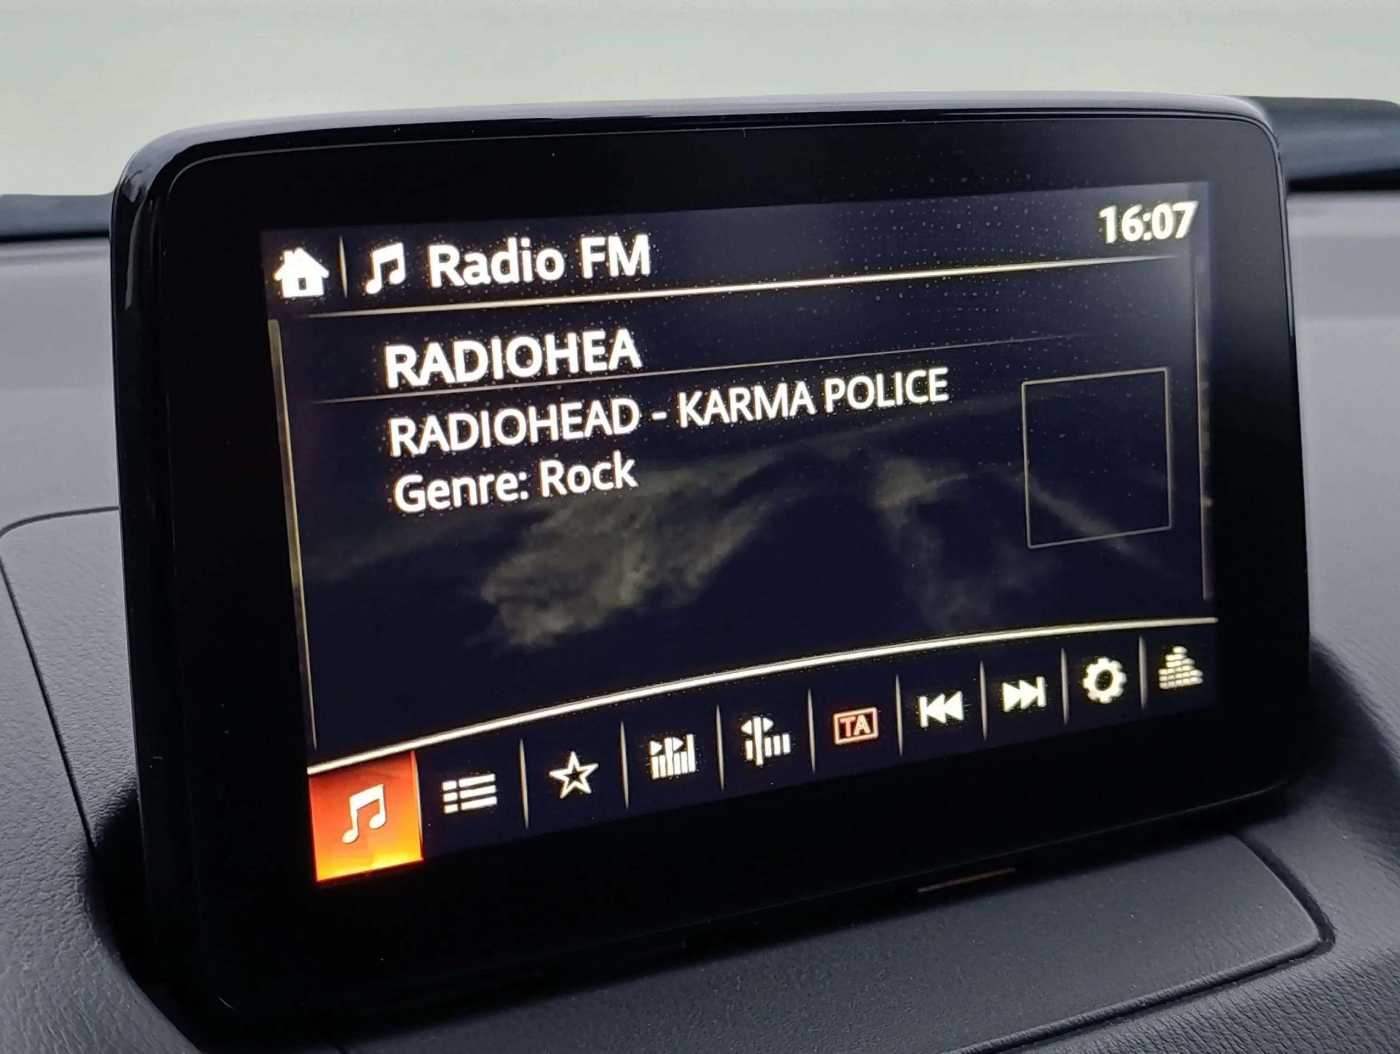 Radio FM
16:07
RADIOHEA
RADIOHEAD - KARMA POLICE
Genre: Rock
TA